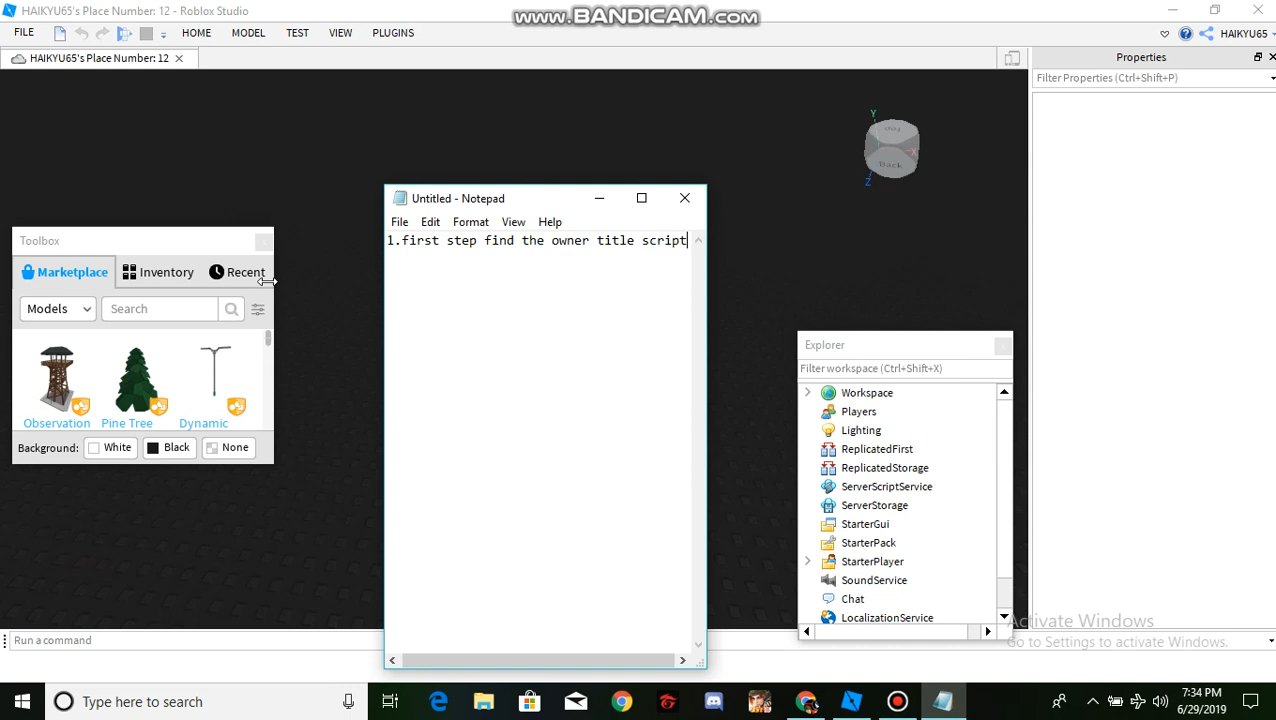 HAIKYU65's Place Number: 12 - Roblox Studio
www.BANDICAM.com
FILE HOME MODEL TEST VIEW PLUGINS HAIKYU65
HAIKYU65's Place Number: 12
Properties
Filter Properties (Ctrl+Shift+P)
Y
Back
X
Z
Untitled - Notepad
File Edit Format View Help
1.first step find the owner title script
Toolbox
Marketplace Inventory Recent
Models Search
Observation Pine Tree Dynamic
Background: White Black None
Explorer
Filter workspace (Ctrl+Shift+X)
Workspace
Players
Lighting
ReplicatedFirst
ReplicatedStorage
ServerScriptService
ServerStorage
StarterGui
StarterPack
StarterPlayer
SoundService
Chat
LocalizationService
Activate Windows
Go to Settings to activate Windows.
Run a command
Type here to search
7:34 PM
6/29/2019